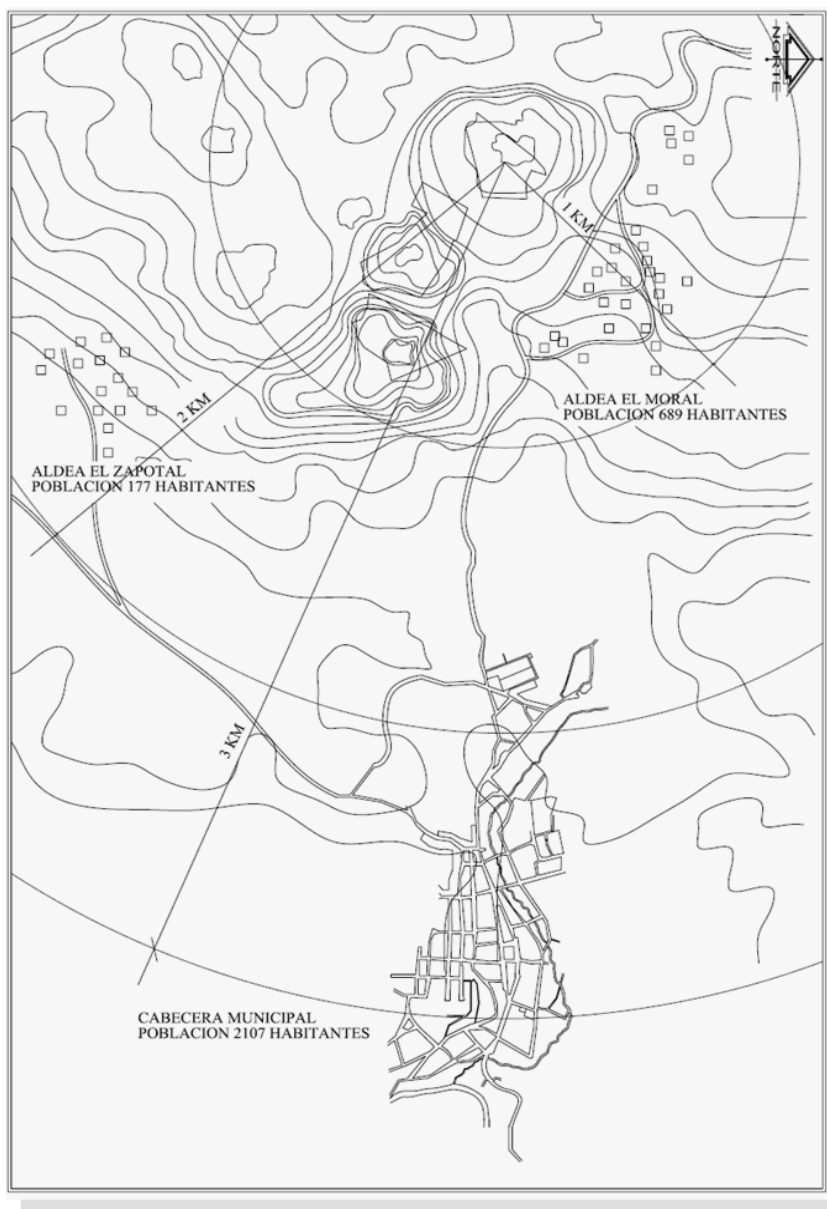 NORTE
1 KM
2 KM
ALDEA EL MORAL
POBLACION 689 HABITANTES
ALDEA EL ZAPOTAL
POBLACION 177 HABITANTES
3 KM
CABECERA MUNICIPAL
POBLACION 2107 HABITANTES